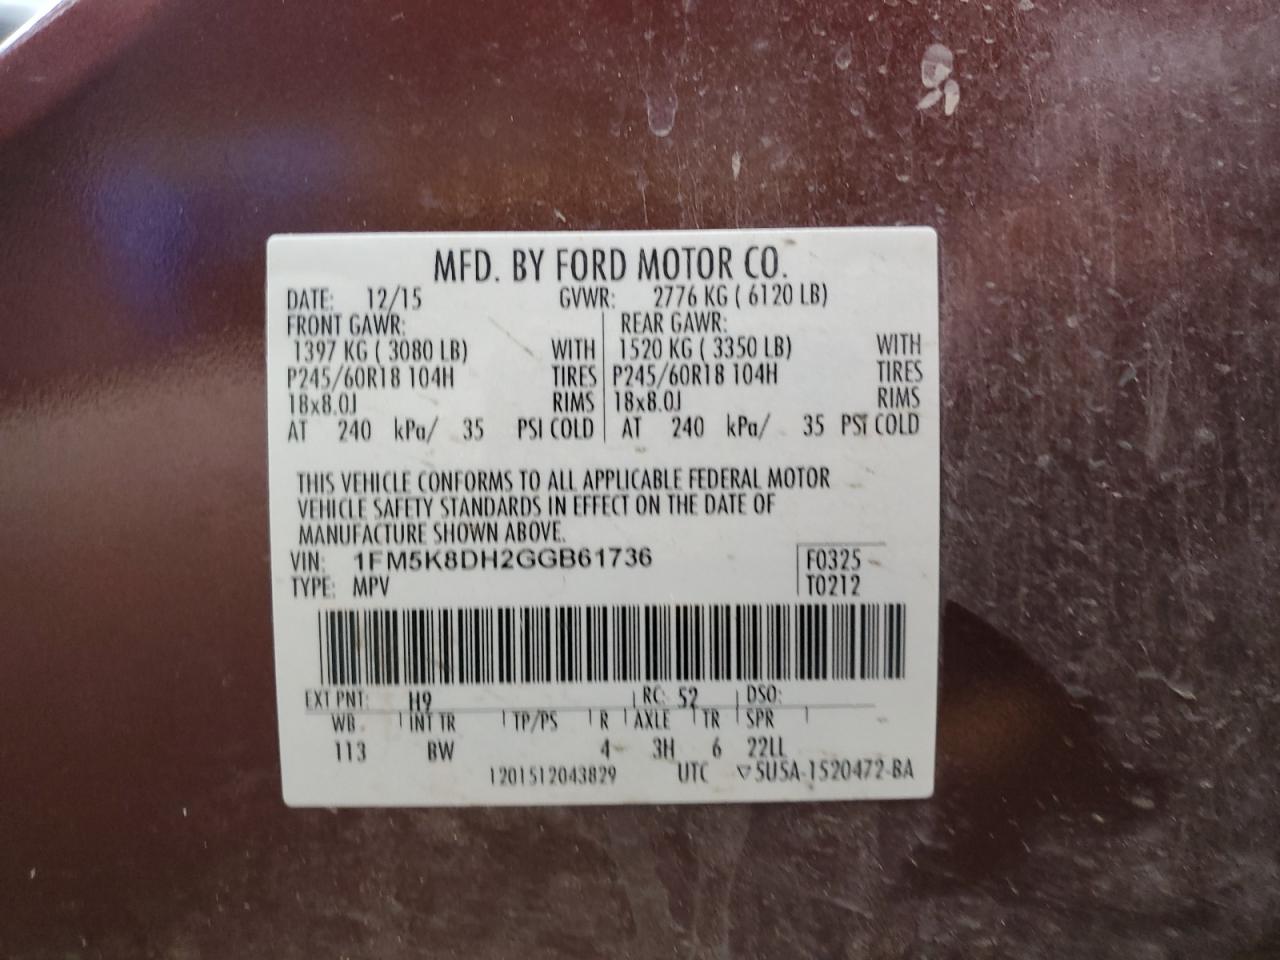 MFD. BY FORD MOTOR CO.
DATE: 12/15 GVWR: 2776 KG ( 6120 LB)
FRONT GAWR: REAR GAWR:
1397 KG ( 3080 LB) WITH 1520 KG ( 3350 LB) WITH
P245/60R18 104H TIRES P245/60R18 104H TIRES
18x8.0J RIMS 18x8.0J RIMS
AT 240 kPa/ 35 PSI COLD AT 240 kPa/ 35 PSI COLD
THIS VEHICLE CONFORMS TO ALL APPLICABLE FEDERAL MOTOR
VEHICLE SAFETY STANDARDS IN EFFECT ON THE DATE OF
MANUFACTURE SHOWN ABOVE.
VIN: 1FM5K8DH2GGB61736 F0325
TYPE: MPV T0212
EXT PNT: H9 RC: 52 DSO:
WB INT TR TP/PS R AXLE TR SPR
113 BW 4 3H 6 22LL
1201512043829 UTC ▽5U5A-1520472-BA